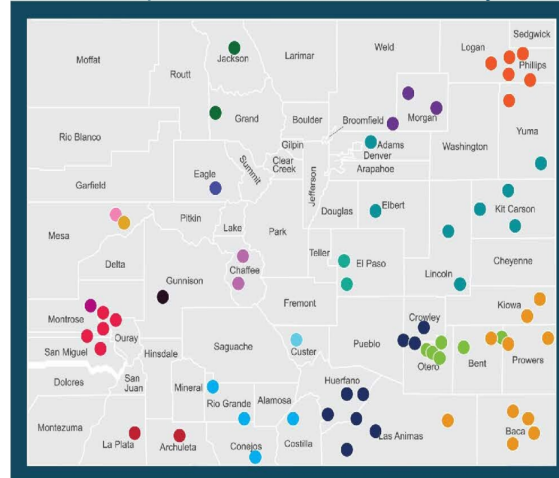 Sedgwick
Logan
Weld
Larimar
Jackson
Moffat
Routt
Phillips
Morgan
Boulder
Broomfield
Grand
Yuma
Rio Blanco
Gilpin
Adams
Washington
Denver
Clear
Creek
Arapahoe
Summit
Eagle
Jefferson
Garfield
Elbert
Douglas
Kit Carson
Pitkin
Lake
Park
Mesa
Teller
El Paso
Cheyenne
Delta
Chaffee
Lincoln
Gunnison
Fremont
Kiowa
Montrose
Crowley
Ouray
Saguache
Custer
Pueblo
San Miguel
Hinsdale
Otero
Bent
Prowers
Dolores
San
Juan
Mineral
Huerfano
Rio Grande
Alamosa
Montezuma
La Plata
Archuleta
Conejos
Costilla
Las Animas
Baca